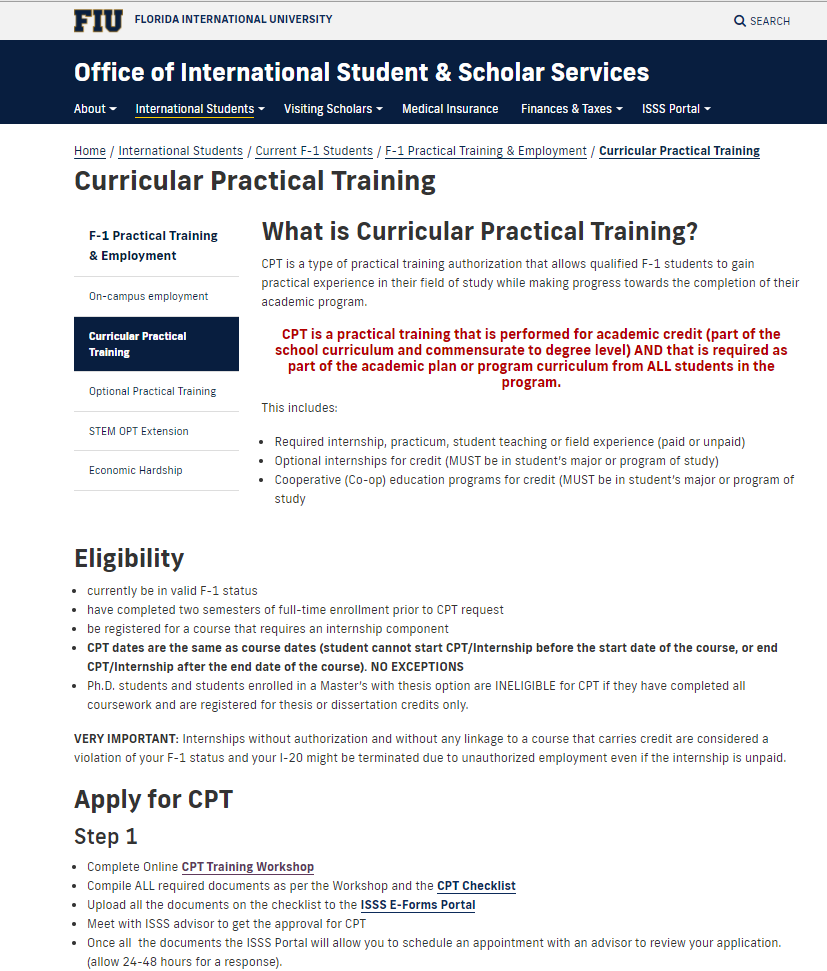 FIU FLORIDA INTERNATIONAL UNIVERSITY SEARCH
Office of International Student & Scholar Services
About International Students Visiting Scholars Medical Insurance Finances & Taxes ISSS Portal
Home / International Students / Current F-1 Students / F-1 Practical Training & Employment / Curricular Practical Training
Curricular Practical Training
F-1 Practical Training
& Employment
On-campus employment
Curricular Practical
Training
Optional Practical Training
STEM OPT Extension
Economic Hardship
What is Curricular Practical Training?
CPT is a type of practical training authorization that allows qualified F-1 students to gain
practical experience in their field of study while making progress towards the completion of their
academic program.
CPT is a practical training that is performed for academic credit (part of the
school curriculum and commensurate to degree level) AND that is required as
part of the academic plan or program curriculum from ALL students in the
program.
This includes:
• Required internship, practicum, student teaching or field experience (paid or unpaid)
• Optional internships for credit (MUST be in student's major or program of study)
• Cooperative (Co-op) education programs for credit (MUST be in student's major or program of
study
Eligibility
• currently be in valid F-1 status
• have completed two semesters of full-time enrollment prior to CPT request
• be registered for a course that requires an internship component
• CPT dates are the same as course dates (student cannot start CPT/Internship before the start date of the course, or end
CPT/Internship after the end date of the course). NO EXCEPTIONS
• Ph.D. students and students enrolled in a Master's with thesis option are INELIGIBLE for CPT if they have completed all
coursework and are registered for thesis or dissertation credits only.
VERY IMPORTANT: Internships without authorization and without any linkage to a course that carries credit are considered a
violation of your F-1 status and your I-20 might be terminated due to unauthorized employment even if the internship is unpaid.
Apply for CPT
Step 1
• Complete Online CPT Training Workshop
• Compile ALL required documents as per the Workshop and the CPT Checklist
• Upload all the documents on the checklist to the ISSS E-Forms Portal
• Meet with ISSS advisor to get the approval for CPT
• Once all the documents the ISSS Portal will allow you to schedule an appointment with an advisor to review your application.
(allow 24-48 hours for a response).